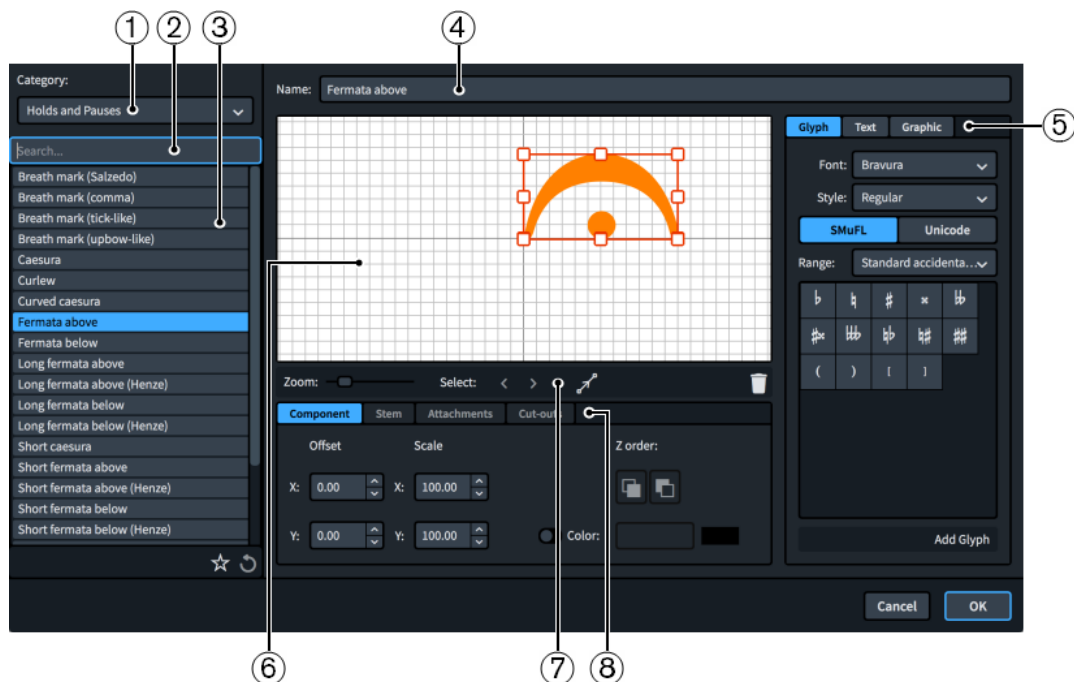 ① ② ③ ④
Category:
Holds and Pauses
Search...
Breath mark (Salzedo)
Breath mark (comma)
Breath mark (tick-like)
Breath mark (upbow-like)
Caesura
Curlew
Curved caesura
Fermata above
Fermata below
Long fermata above
Long fermata above (Henze)
Long fermata below
Long fermata below (Henze)
Short caesura
Short fermata above
Short fermata above (Henze)
Short fermata below
Short fermata below (Henze)
Name: Fermata above
Zoom: Select:
Component Stem Attachments Cut-outs
Offset Scale Z order:
X: 0.00 X: 100.00
Y: 0.00 Y: 100.00 Color:
Glyph Text Graphic ⑤
Font: Bravura
Style: Regular
SMuFL Unicode
Range: Standard accidenta...
( ) [ ]
Add Glyph
Cancel OK
⑥ ⑦ ⑧